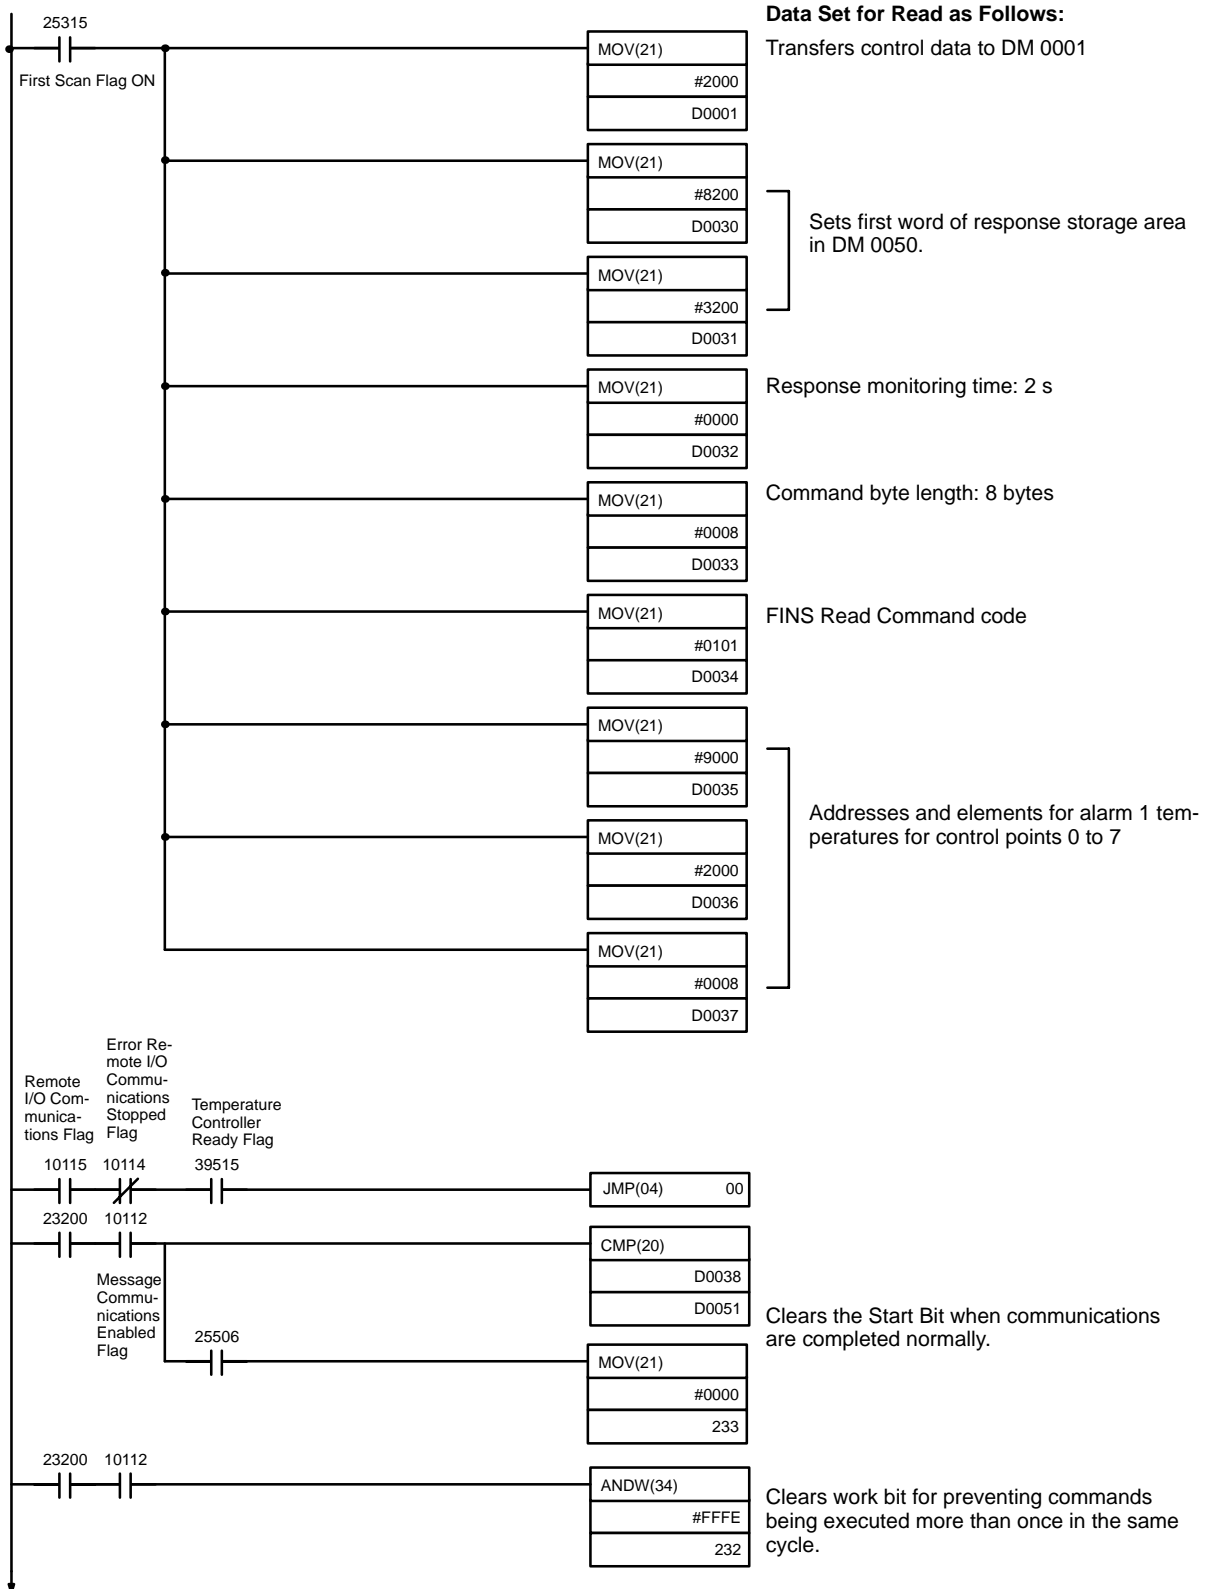 Data Set for Read as Follows:
25315
MOV(21)
Transfers control data to DM 0001
First Scan Flag ON
#2000
D0001
MOV(21)
#8200
D0030
Sets first word of response storage area
in DM 0050.
MOV(21)
#3200
D0031
MOV(21)
Response monitoring time: 2 s
#0000
D0032
MOV(21)
Command byte length: 8 bytes
#0008
D0033
MOV(21)
FINS Read Command code
#0101
D0034
MOV(21)
#9000
D0035
Addresses and elements for alarm 1 tem-
peratures for control points 0 to 7
MOV(21)
#2000
D0036
MOV(21)
#0008
D0037
Remote
I/O Com-
munica-
tions Flag
Error Re-
mote I/O
Commu-
nications
Stopped
Flag
Temperature
Controller
Ready Flag
10115 10114 39515
JMP(04) 00
23200 10112
CMP(20)
D0038
D0051
Message
Commu-
nications
Enabled
Flag
25506
Clears the Start Bit when communications
are completed normally.
MOV(21)
#0000
233
23200 10112
ANDW(34)
#FFFE
232
Clears work bit for preventing commands
being executed more than once in the same
cycle.